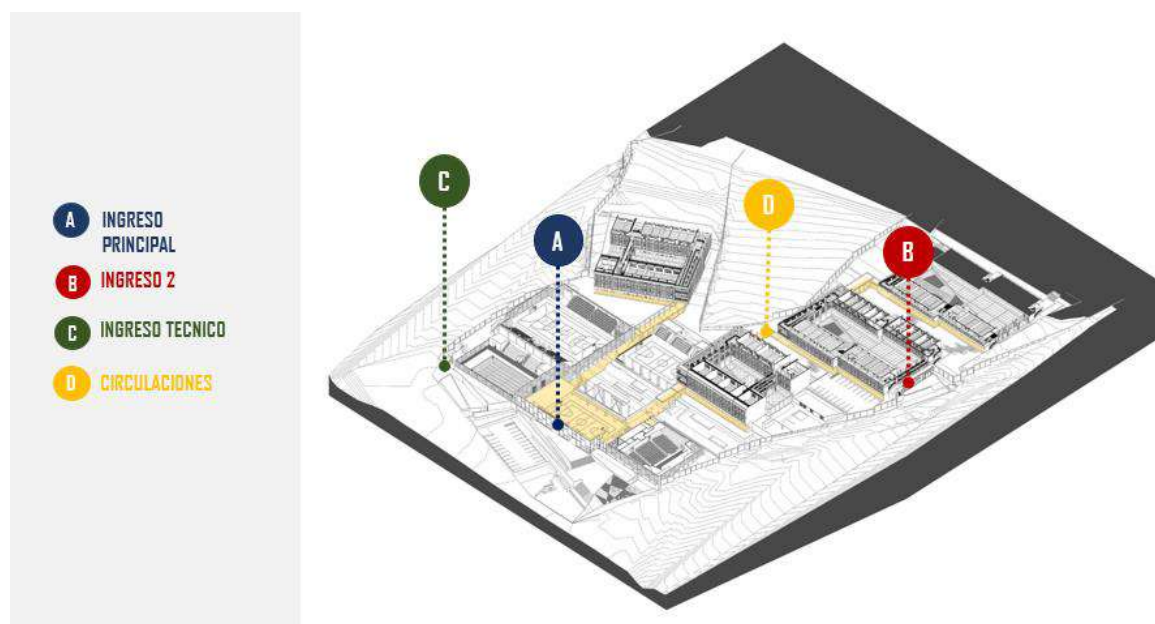 A INGRESO
PRINCIPAL
B INGRESO 2
C INGRESO TECNICO
D CIRCULACIONES
C
D
A
B